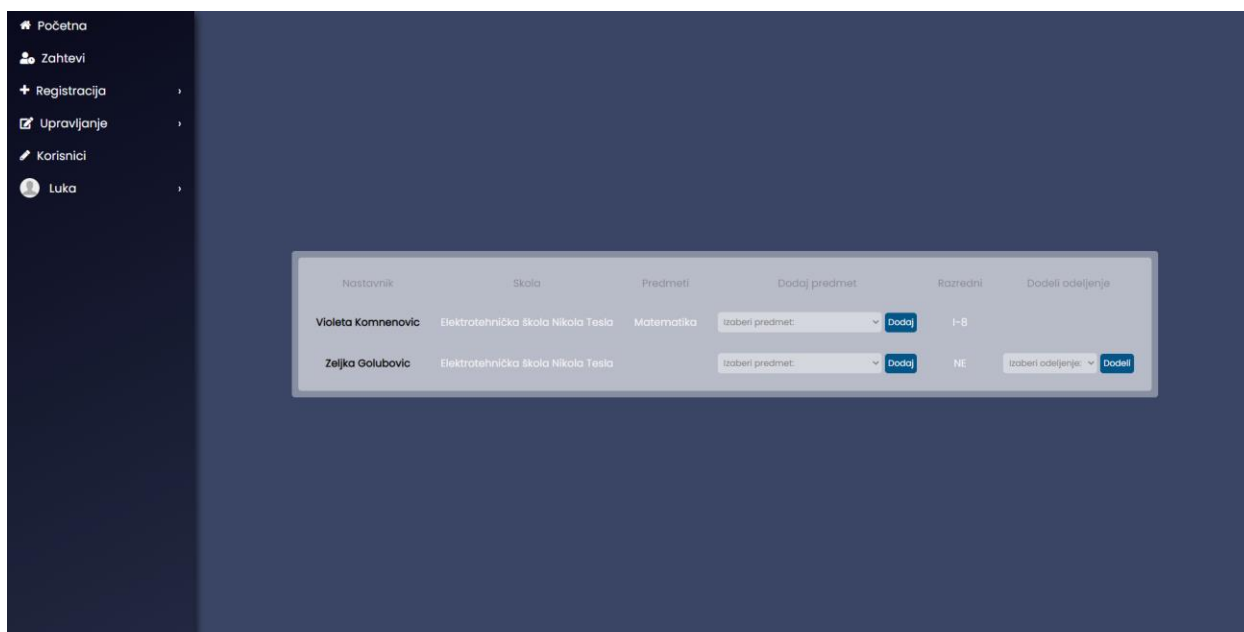 Početna
Zahtevi
Registracija
Upravljanje
Korisnici
Luka
Nastavnik Skola Predmeti Dodaj predmet Razredni Dodeli odeljenje
Violeta Komnenovic Elektrotehnička škola Nikola Tesla Matematika Izaberi predmet: Dodaj I-8
Zeljka Golubovic Elektrotehnička škola Nikola Tesla Izaberi predmet: Dodaj NE Izaberi odeljenje: Dodeli